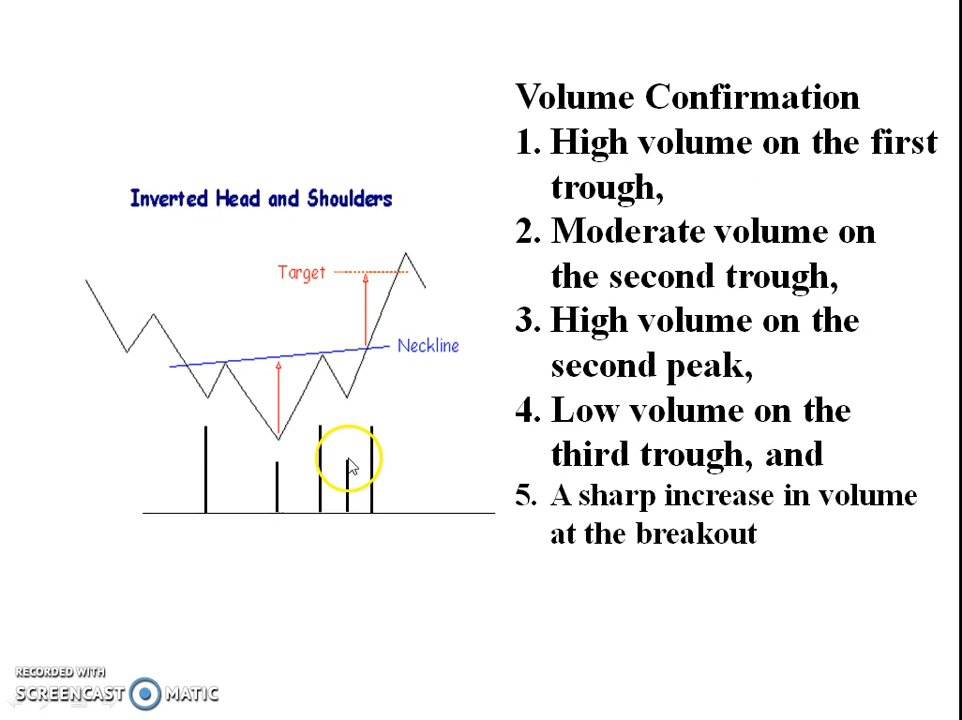 Volume Confirmation
1. High volume on the first
trough,
Inverted Head and Shoulders
2. Moderate volume on
the second trough,
Target
3. High volume on the
Neckline
second peak,
4. Low volume on the
third trough, and
5. A sharp increase in volume
at the breakout
RECORDED WITH
SCREENCAST MATIC